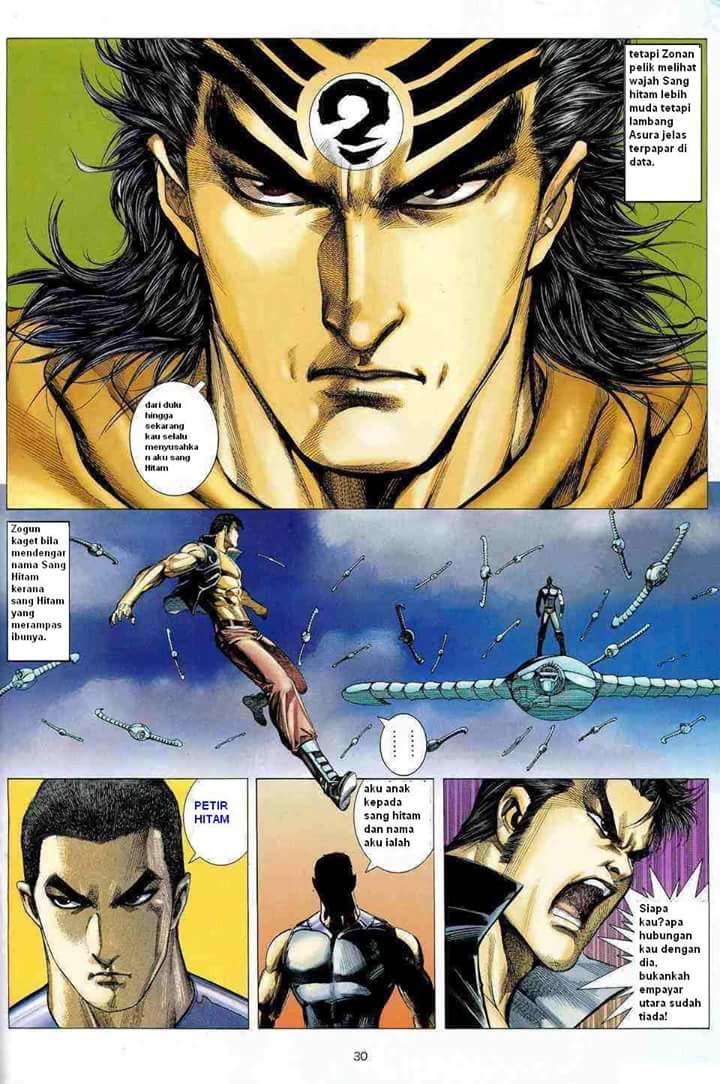 tetapi Zonan
pelik melihat
wajah Sang
hitam lebih
muda tetapi
lambang
Asura jelas
terpapar di
data.
2
dari dulu
hingga
sekarang
kau selalu
menyusahka
n aku sang
Hitam
Zogun
kaget bila
mendengar
nama Sang
Hitam
kerana
sang Hitam
yang
merampas
ibunya.
......
Siapa
kau?apa
hubungan
kau dengan
dia,
bukankah
empayar
utara sudah
tiada!
aku anak
kepada
sang hitam
dan nama
aku ialah
PETIR
HITAM
30